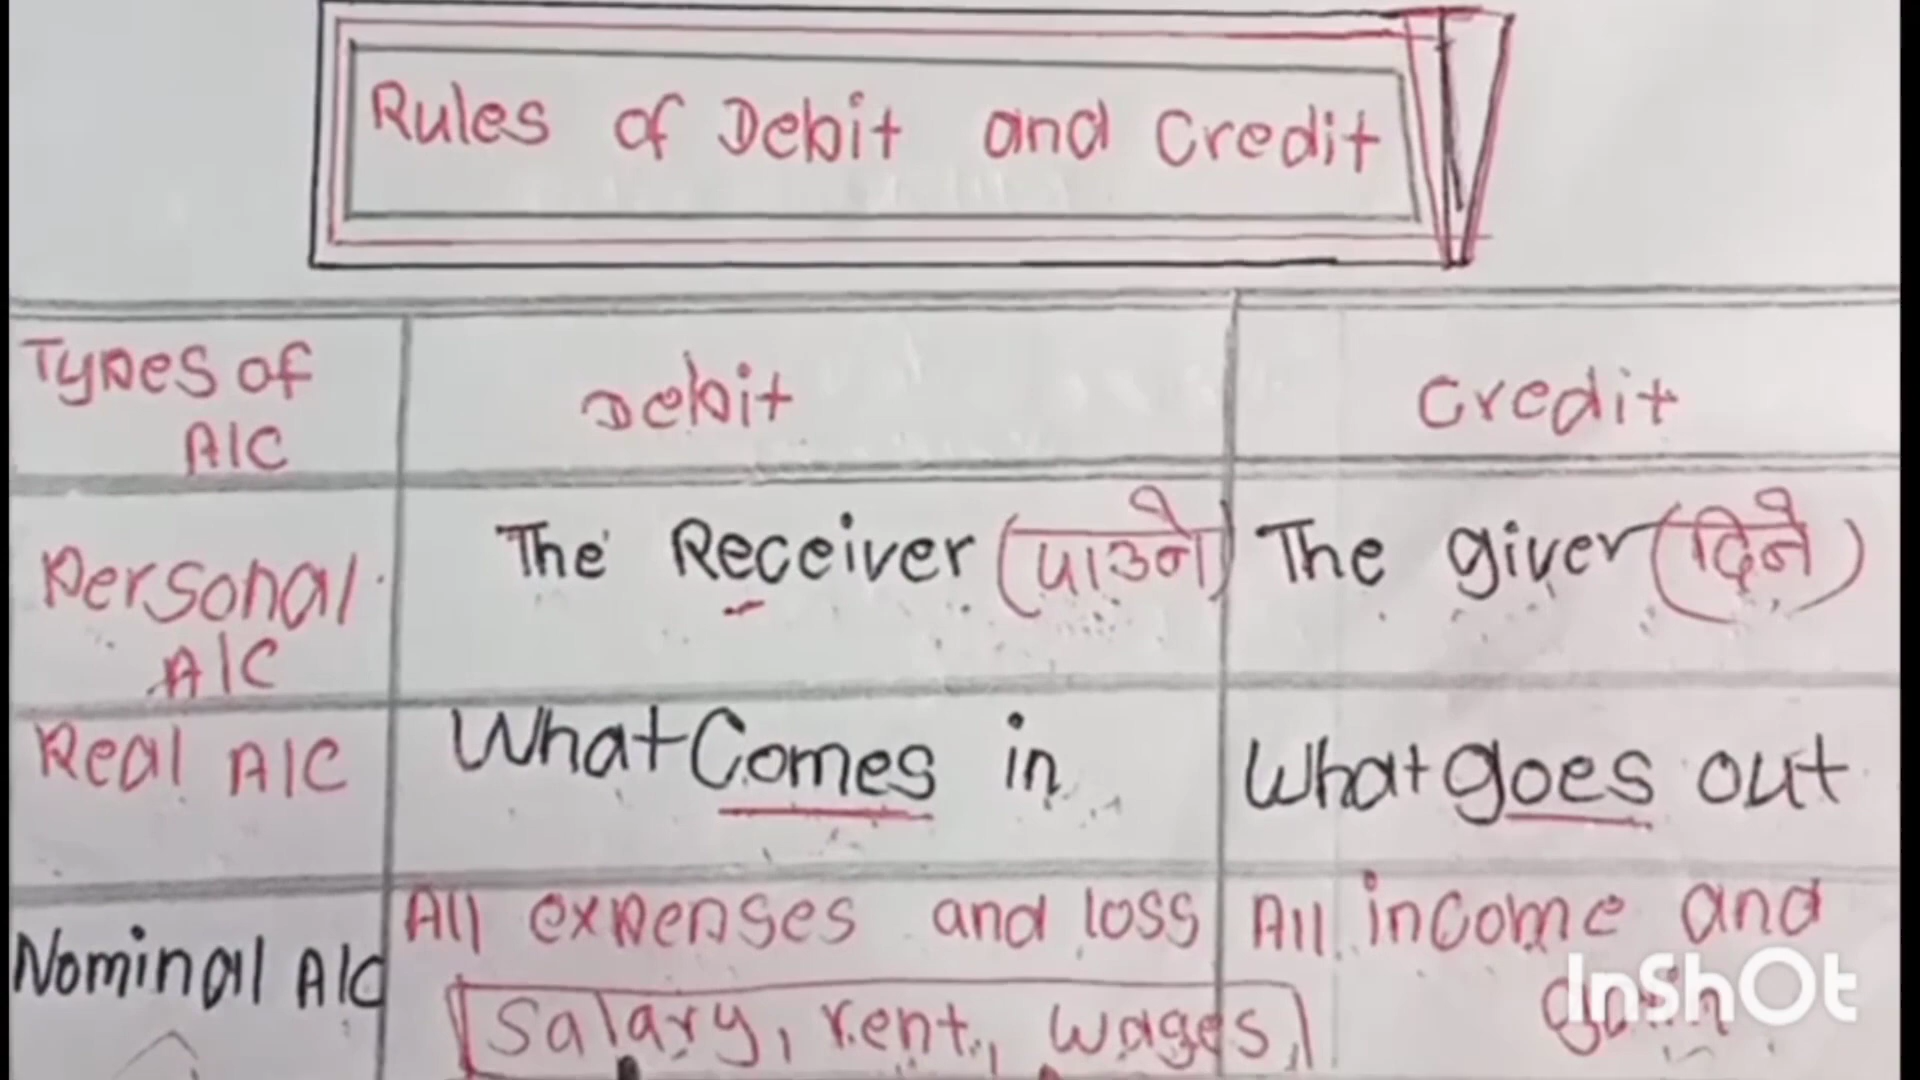 Rules of Debit and Credit
Types of A/C
Debit
Credit
Personal A/C
The Receiver (पाउने)
The giver (दिने)
Real A/C
What Comes in
What goes out
Nominal A/C
All expenses and loss
Salary, rent, wages,
All income and gain
InShOt